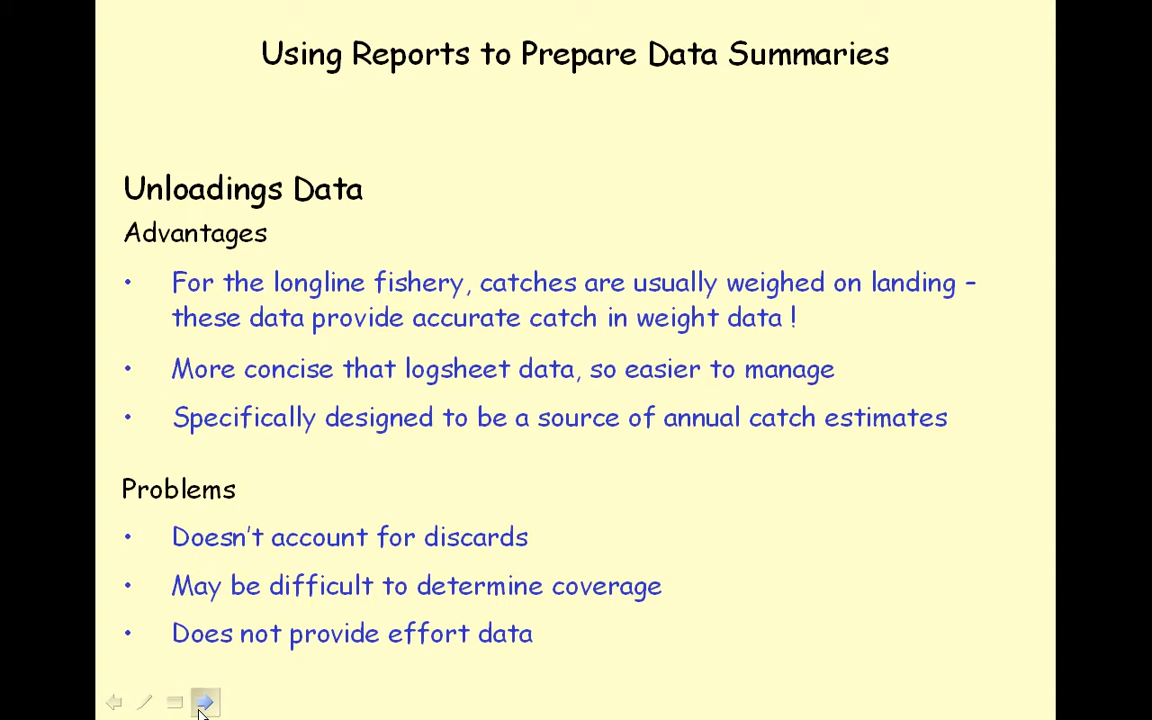 Using Reports to Prepare Data Summaries
Unloadings Data
Advantages
• For the longline fishery, catches are usually weighed on landing –
these data provide accurate catch in weight data !
• More concise that logsheet data, so easier to manage
• Specifically designed to be a source of annual catch estimates
Problems
• Doesn't account for discards
• May be difficult to determine coverage
• Does not provide effort data